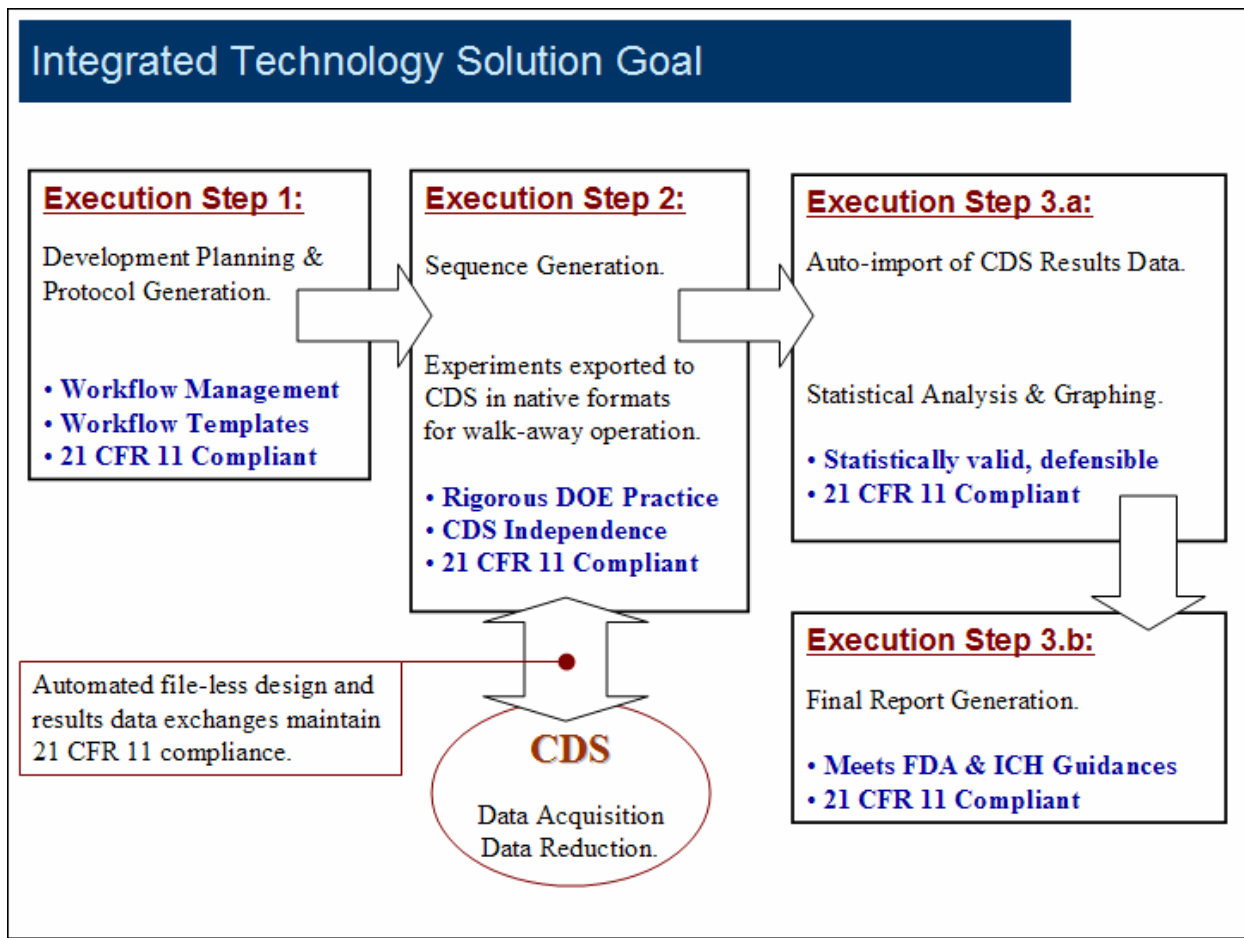 Integrated Technology Solution Goal
Execution Step 1:
Development Planning &
Protocol Generation.
• Workflow Management
• Workflow Templates
• 21 CFR 11 Compliant
Execution Step 2:
Sequence Generation.
Experiments exported to
CDS in native formats
for walk-away operation.
• Rigorous DOE Practice
• CDS Independence
• 21 CFR 11 Compliant
Execution Step 3.a:
Auto-import of CDS Results Data.
Statistical Analysis & Graphing.
• Statistically valid, defensible
• 21 CFR 11 Compliant
Execution Step 3.b:
Final Report Generation.
• Meets FDA & ICH Guidances
• 21 CFR 11 Compliant
Automated file-less design and
results data exchanges maintain
21 CFR 11 compliance.
CDS
Data Acquisition
Data Reduction.